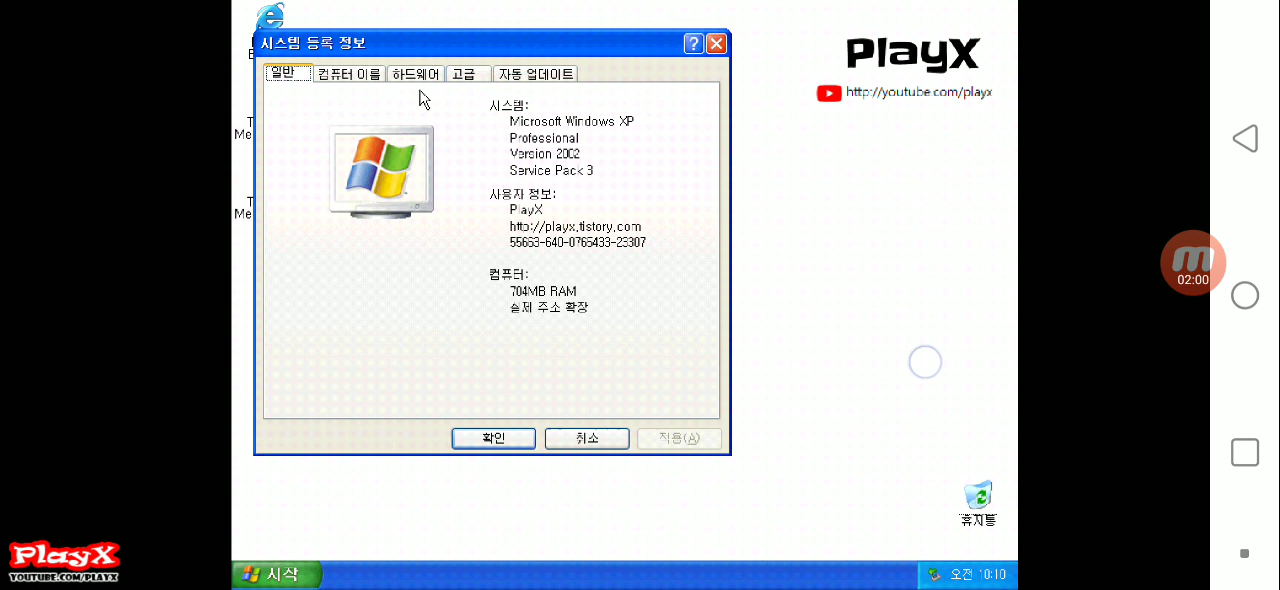 시스템 등록 정보
일반
컴퓨터 이름
하드웨어
고급
자동 업데이트
시스템:
Microsoft Windows XP
Professional
Version 2002
Service Pack 3
사용자 정보:
PlayX
http://playx.tistory.com
55663-640-0765433-23307
컴퓨터:
704MB RAM
실제 주소 확장
확인
취소
적용(A)
T
Me
T
Me
PlayX
http://youtube.com/playx
02:00
휴지통
PlayX
YOUTUBE.COM/PLAYX
시작
오전 10:10